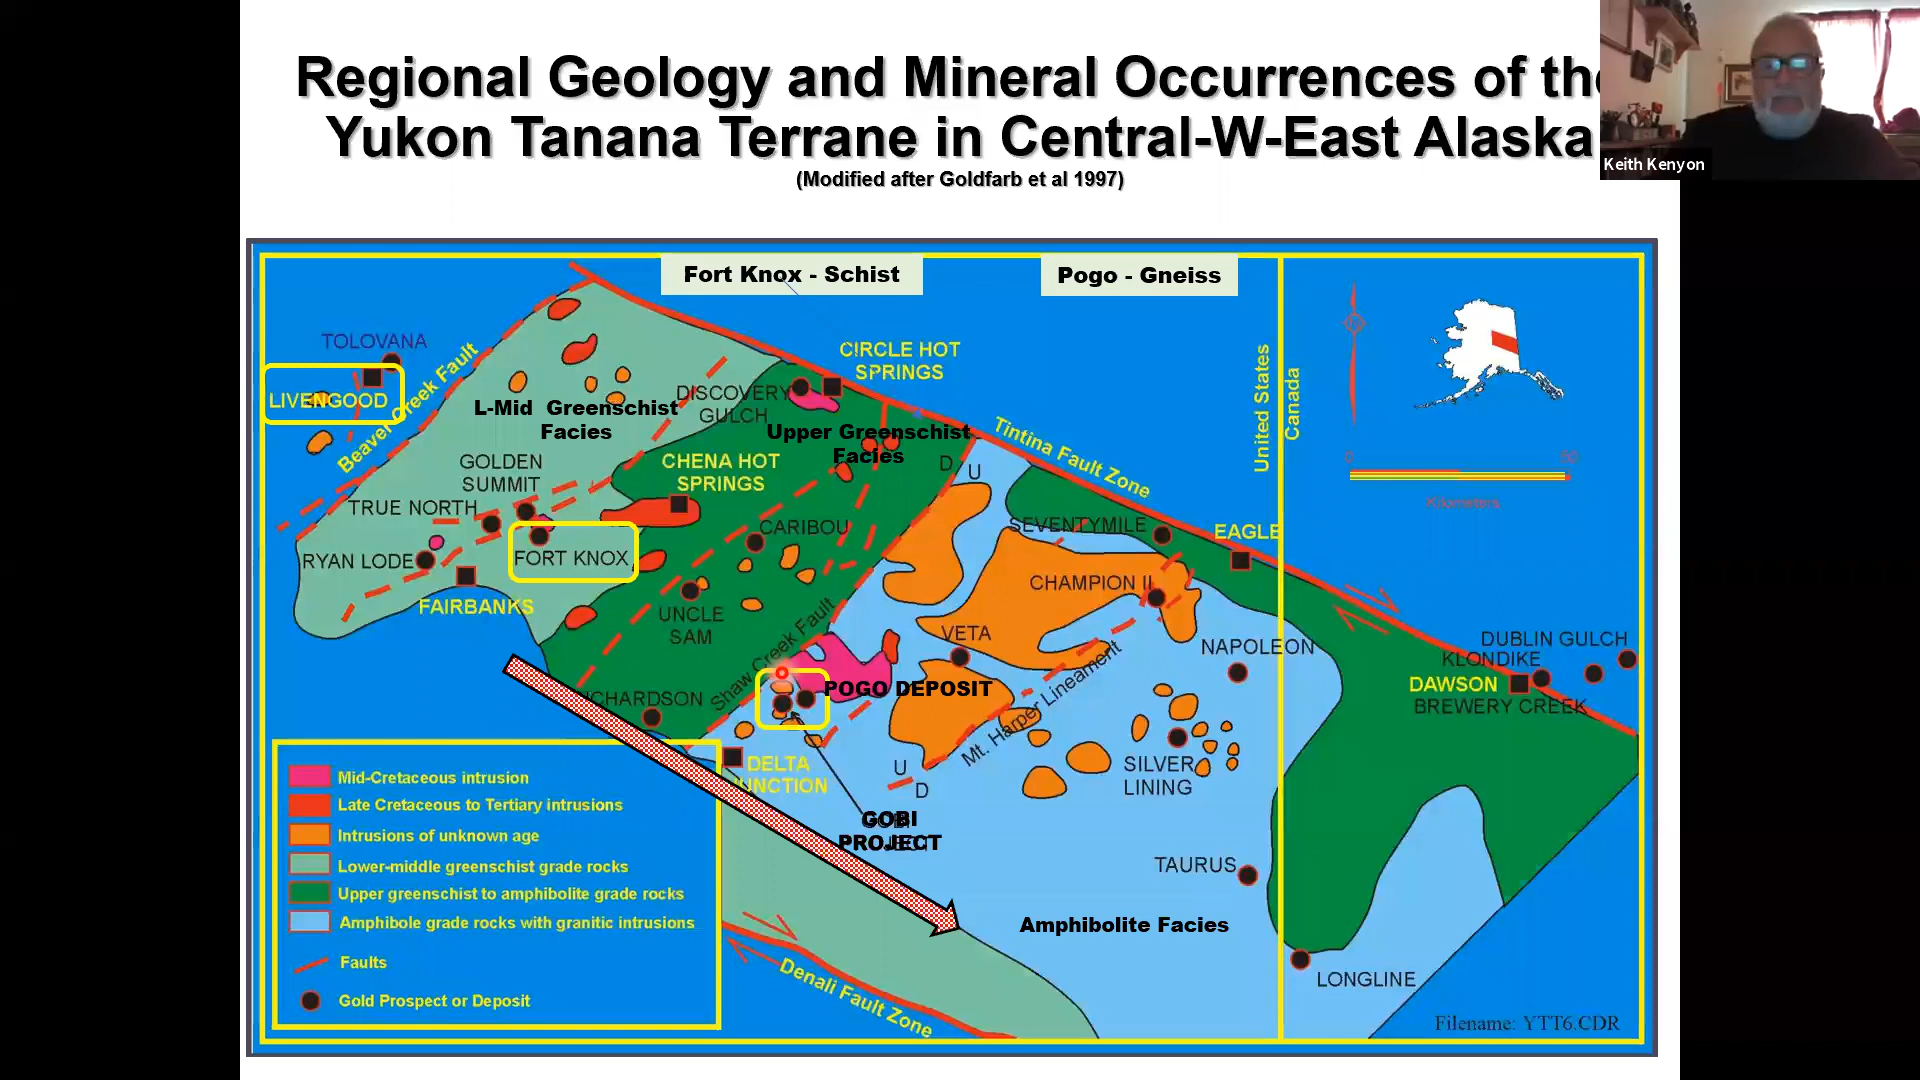 Regional Geology and Mineral Occurrences of the
Yukon Tanana Terrane in Central-W-East Alaska
(Modified after Goldfarb et al 1997)
Keith Kenyon
Fort Knox - Schist
Pogo - Gneiss
TOLOVANA
LIVENGOOD
Beaver Creek Fault
L-Mid Greenschist
Facies
DISCOVERY
GULCH
CIRCLE HOT
SPRINGS
Upper Greenschist
Facies
Tintina Fault Zone
United States
Canada
0
50
Kilometers
GOLDEN
SUMMIT
CHENA HOT
SPRINGS
D
U
TRUE NORTH
CARIBOU
SEVENTYMILE
EAGLE
RYAN LODE
FORT KNOX
FAIRBANKS
UNCLE
SAM
CHAMPION II
Shaw Creek Fault
VETA
NAPOLEON
DUBLIN GULCH
KLONDIKE
DAWSON
BREWERY CREEK
POGO DEPOSIT
CHARDSON
Mt. Harper Lineament
DELTA
JUNCTION
U
D
SILVER
LINING
GOBI
PROJECT
TAURUS
Amphibolite Facies
LONGLINE
Denali Fault Zone
Mid-Cretaceous intrusion
Late Cretaceous to Tertiary intrusions
Intrusions of unknown age
Lower-middle greenschist grade rocks
Upper greenschist to amphibolite grade rocks
Amphibole grade rocks with granitic intrusions
Faults
Gold Prospect or Deposit
Filename: YTT6.CDR